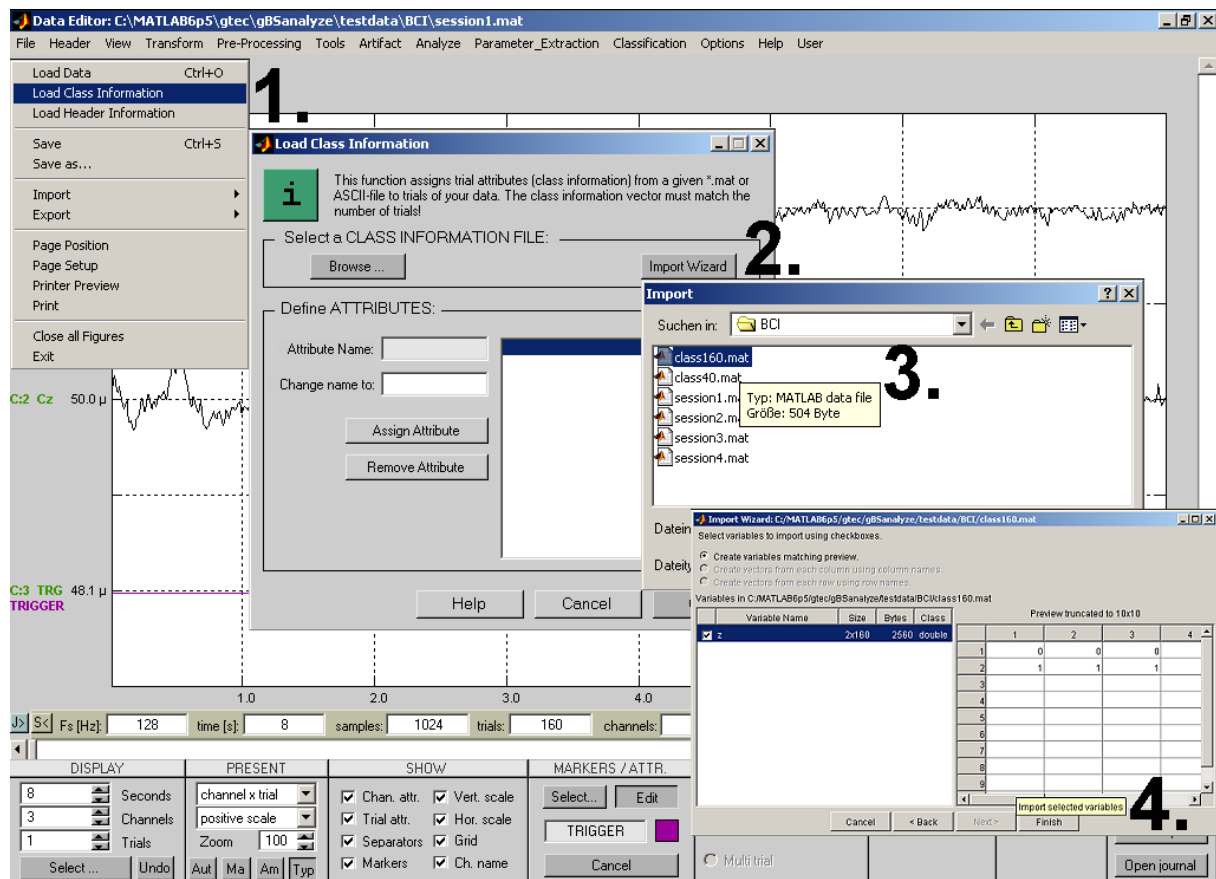 Data Editor: C:\MATLAB6p5\gtec\gBSanalyze\testdata\BCI\session1.mat
File Header View Transform Pre-Processing Tools Artifact Analyze Parameter_Extraction Classification Options Help User
Load Data Ctrl+O
Load Class Information
Load Header Information
Save Ctrl+S
Save as...
Import
Export
Page Position
Page Setup
Printer Preview
Print
Close all Figures
Exit
1.
Load Class Information
i
This function assigns trial attributes (class information) from a given *.mat or
ASCII-file to trials of your data. The class information vector must match the
number of trials!
Select a CLASS INFORMATION FILE:
Browse ... Import Wizard
2.
Define ATTRIBUTES:
Attribute Name:
Change name to:
Assign Attribute
Remove Attribute
Help Cancel
Import
Suchen in: BCI
3.
class160.mat
class40.mat
session1.m
session2.m
session3.mat
session4.mat
Typ: MATLAB data file
Größe: 504 Byte
Datein
Dateity
Import Wizard: C:/MATLAB6p5/gtec/gBSanalyze/testdata/BCI/class160.mat
Select variables to import using checkboxes.
Create variables matching preview.
Create vectors from each column using column names.
Create vectors from each row using row names.
Variables in C:/MATLAB6p5/gtec/gBSanalyze/testdata/BCI/class160.mat
Variable Name Size Bytes Class
z 2x160 2560 double
Preview truncated to 10x10
1 2 3 4
1 0 0 0
2 1 1 1
3
4
5
6
7
8
9
Import selected variables
4.
Cancel < Back Next > Finish
C:2 Cz 50.0 µ
C:3 TRG 48.1 µ
TRIGGER
1.0 2.0 3.0 4.0
J> S< Fs [Hz]: 128 time [s]: 8 samples: 1024 trials: 160 channels:
DISPLAY PRESENT SHOW MARKERS / ATTR.
8 Seconds channel x trial Chan. attr. Vert. scale Select... Edit
3 Channels positive scale Trial attr. Hor. scale
1 Trials Zoom 100 Separators Grid TRIGGER
Select ... Undo Aut Ma Am Typ Markers Ch. name Cancel
Multi trial Open journal